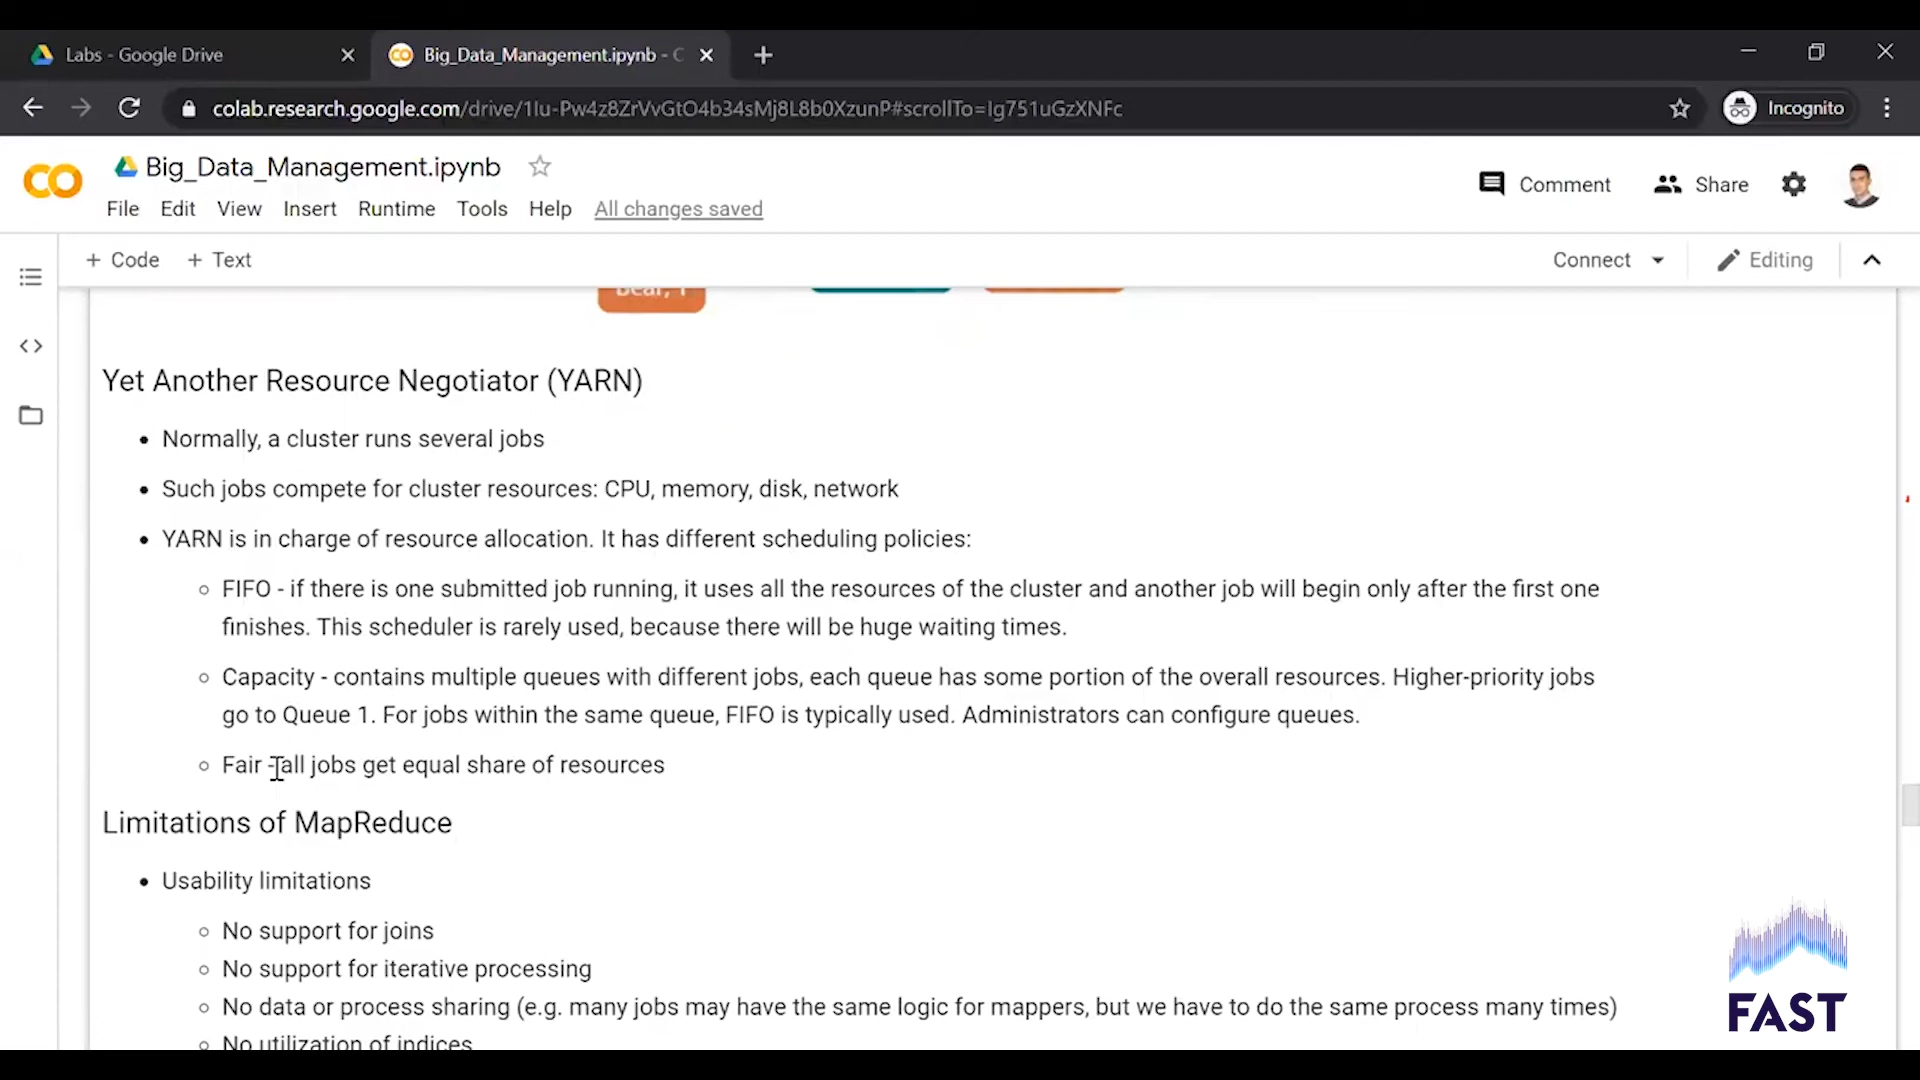 Labs - Google Drive
Big_Data_Management.ipynb - C
colab.research.google.com/drive/1Iu-Pw4z8ZrVvGtO4b34sMj8L8b0XzunP#scrollTo=Ig751uGzXNFc
Incognito
CO
Big_Data_Management.ipynb
Comment
Share
File Edit View Insert Runtime Tools Help All changes saved
+ Code + Text
Connect
Editing
Bear, 1
Yet Another Resource Negotiator (YARN)
• Normally, a cluster runs several jobs
• Such jobs compete for cluster resources: CPU, memory, disk, network
• YARN is in charge of resource allocation. It has different scheduling policies:
◦ FIFO - if there is one submitted job running, it uses all the resources of the cluster and another job will begin only after the first one
finishes. This scheduler is rarely used, because there will be huge waiting times.
◦ Capacity - contains multiple queues with different jobs, each queue has some portion of the overall resources. Higher-priority jobs
go to Queue 1. For jobs within the same queue, FIFO is typically used. Administrators can configure queues.
◦ Fair - all jobs get equal share of resources
Limitations of MapReduce
• Usability limitations
◦ No support for joins
◦ No support for iterative processing
◦ No data or process sharing (e.g. many jobs may have the same logic for mappers, but we have to do the same process many times)
◦ No utilization of indices
FAST